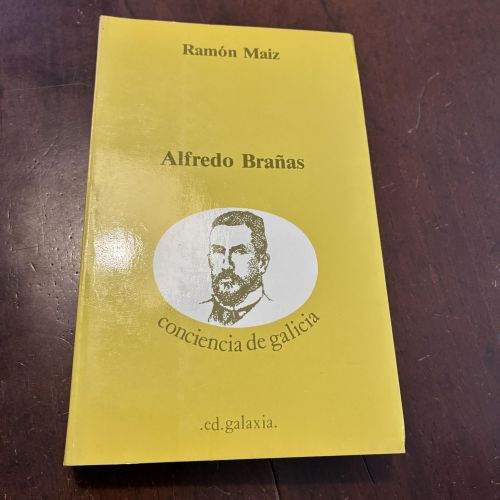 Ramón Maiz
Alfredo Brañas
conciencia de galicia
.ed.galaxia.